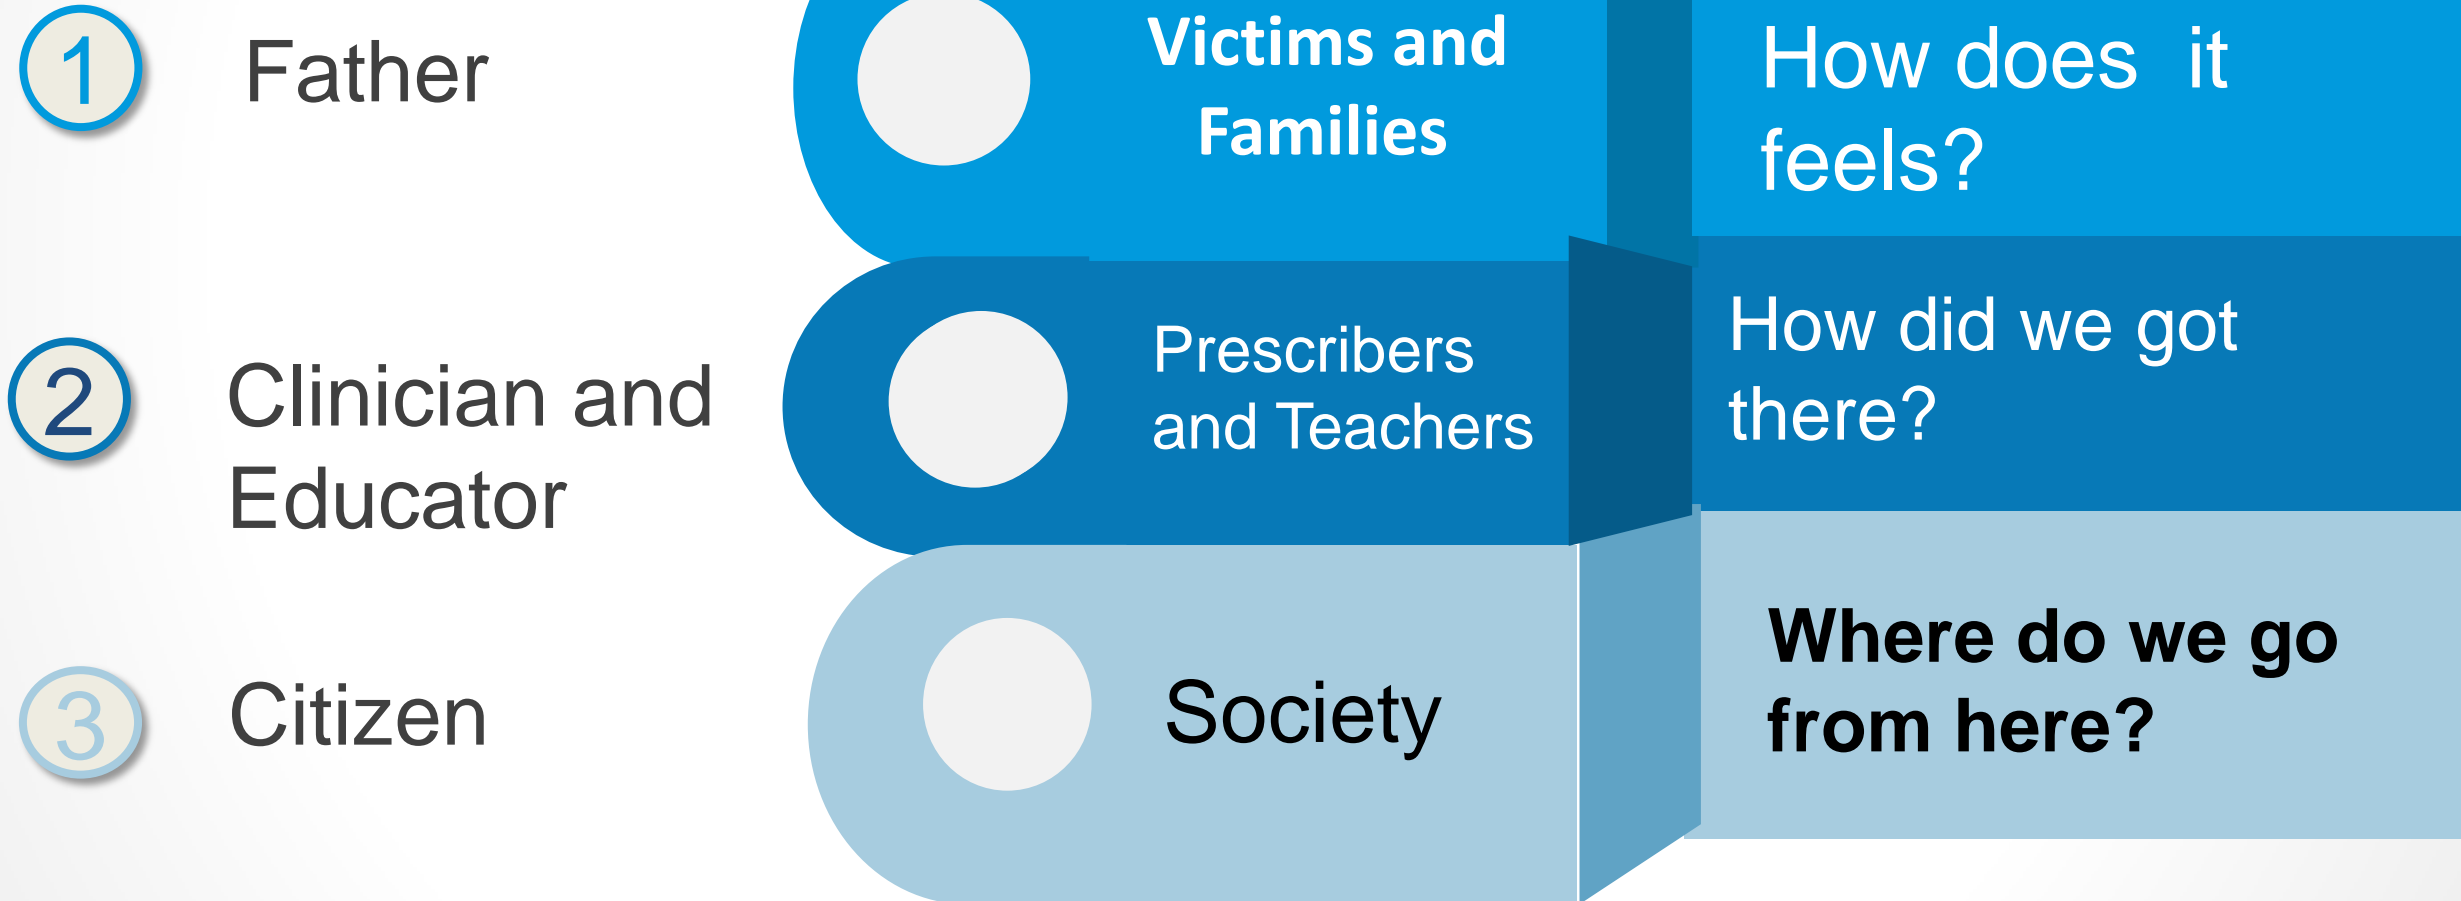 1
Father
Victims and
Families
How does  it
feels?
2
Clinician and
Educator
Prescribers
and Teachers
How did we got
there?
3
Citizen
Society
Where do we go
from here?